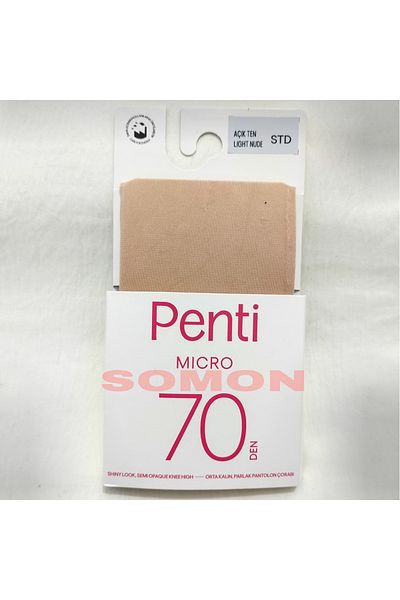 AÇIK TEN
LIGHT NUDE
STD
Penti
MICRO
SOMON
70
DEN
SHINY LOOK, SEMI OPAQUE KNEE HIGH — ORTA KALIN, PARLAK PANTOLON ÇORABI